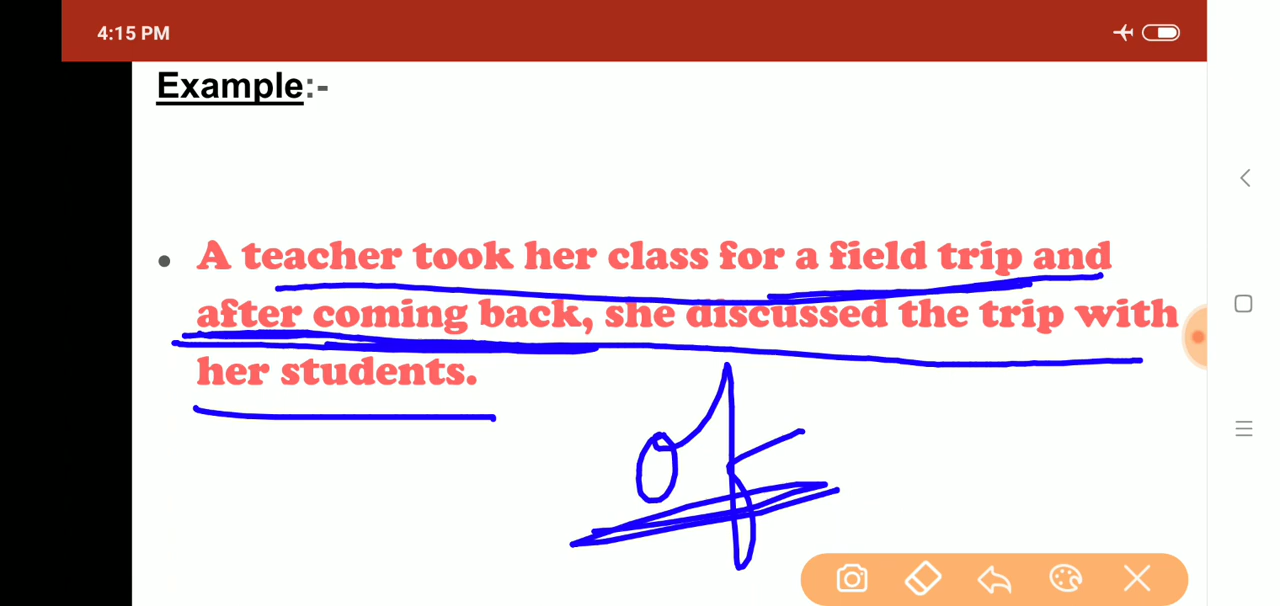 4:15 PM
Example:-
• A teacher took her class for a field trip and
after coming back, she discussed the trip with
her students.
of